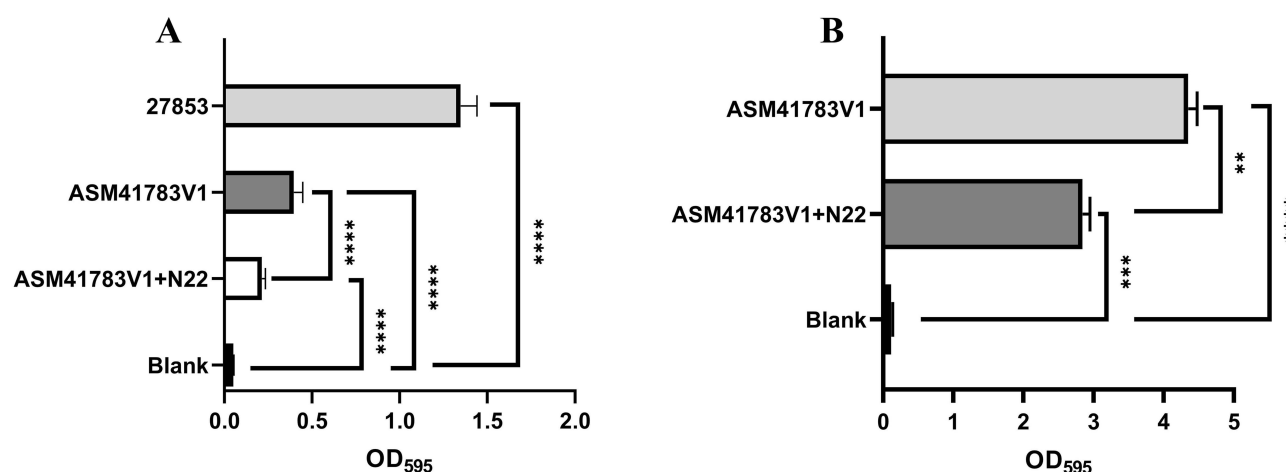 A
27853
ASM41783V1
ASM41783V1+N22
Blank
****
****
****
****
0.0 0.5 1.0 1.5 2.0
OD595
B
ASM41783V1
ASM41783V1+N22
Blank
**
***
0 1 2 3 4 5
OD595